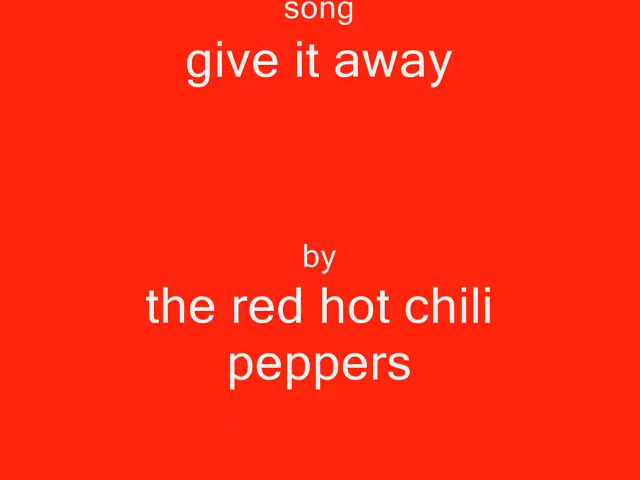 song
give it away
by
the red hot chili
peppers